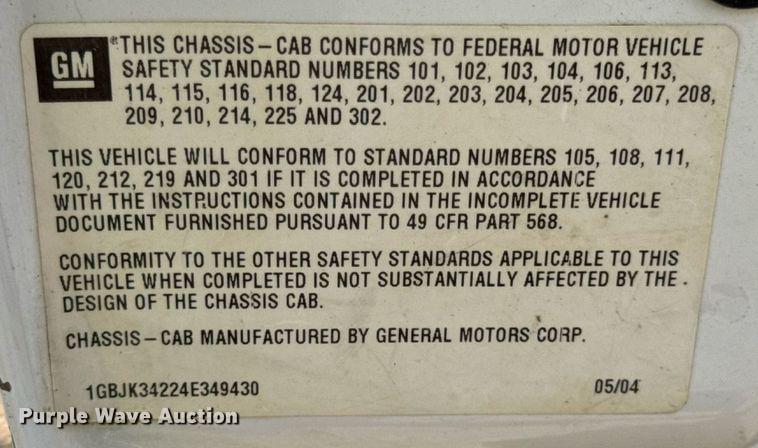 GM
®THIS CHASSIS-CAB CONFORMS TO FEDERAL MOTOR VEHICLE
SAFETY STANDARD NUMBERS 101, 102, 103, 104, 106, 113,
114, 115, 116, 118, 124, 201, 202, 203, 204, 205, 206, 207, 208,
209, 210, 214, 225 AND 302.
THIS VEHICLE WILL CONFORM TO STANDARD NUMBERS 105, 108, 111,
120, 212, 219 AND 301 IF IT IS COMPLETED IN ACCORDANCE
WITH THE INSTRUCTIONS CONTAINED IN THE INCOMPLETE VEHICLE
DOCUMENT FURNISHED PURSUANT TO 49 CFR PART 568.
CONFORMITY TO THE OTHER SAFETY STANDARDS APPLICABLE TO THIS
VEHICLE WHEN COMPLETED IS NOT SUBSTANTIALLY AFFECTED BY THE
DESIGN OF THE CHASSIS CAB.
CHASSIS-CAB MANUFACTURED BY GENERAL MOTORS CORP.
1GBJK34224E349430 05/04
Purple Wave Auction